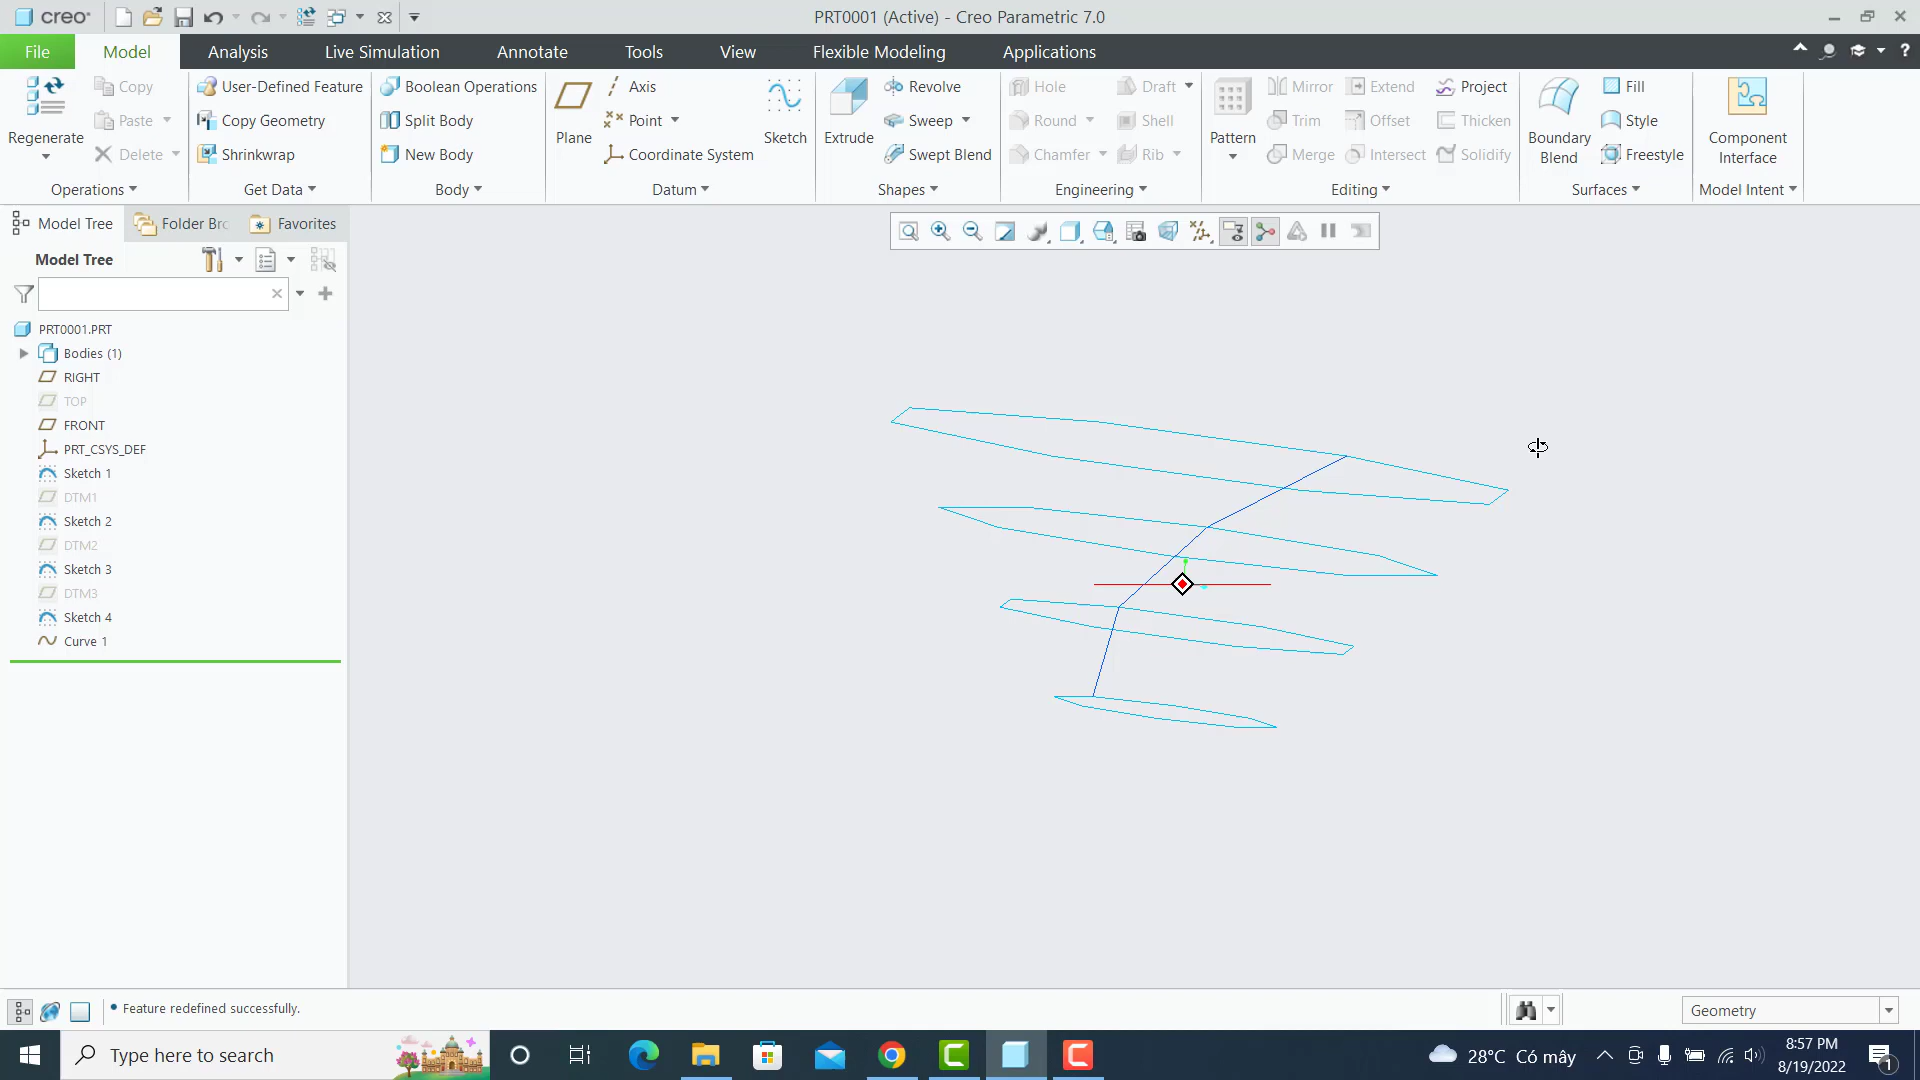 creo
PRT0001 (Active) - Creo Parametric 7.0
File Model Analysis Live Simulation Annotate Tools View Flexible Modeling Applications
Regenerate
Copy
Paste
Delete
Operations
User-Defined Feature
Copy Geometry
Shrinkwrap
Get Data
Boolean Operations
Split Body
New Body
Body
Plane
Axis
Point
Coordinate System
Sketch
Datum
Extrude
Revolve
Sweep
Swept Blend
Shapes
Hole
Round
Chamfer
Draft
Shell
Rib
Engineering
Pattern
Mirror
Trim
Merge
Extend
Offset
Intersect
Project
Thicken
Solidify
Editing
Boundary
Blend
Fill
Style
Freestyle
Surfaces
Component
Interface
Model Intent
Model Tree Folder Br Favorites
Model Tree
PRT0001.PRT
Bodies (1)
RIGHT
TOP
FRONT
PRT_CSYS_DEF
Sketch 1
DTM1
Sketch 2
DTM2
Sketch 3
DTM3
Sketch 4
Curve 1
Feature redefined successfully.
Geometry
Type here to search
28°C Có mây
8:57 PM
8/19/2022
1